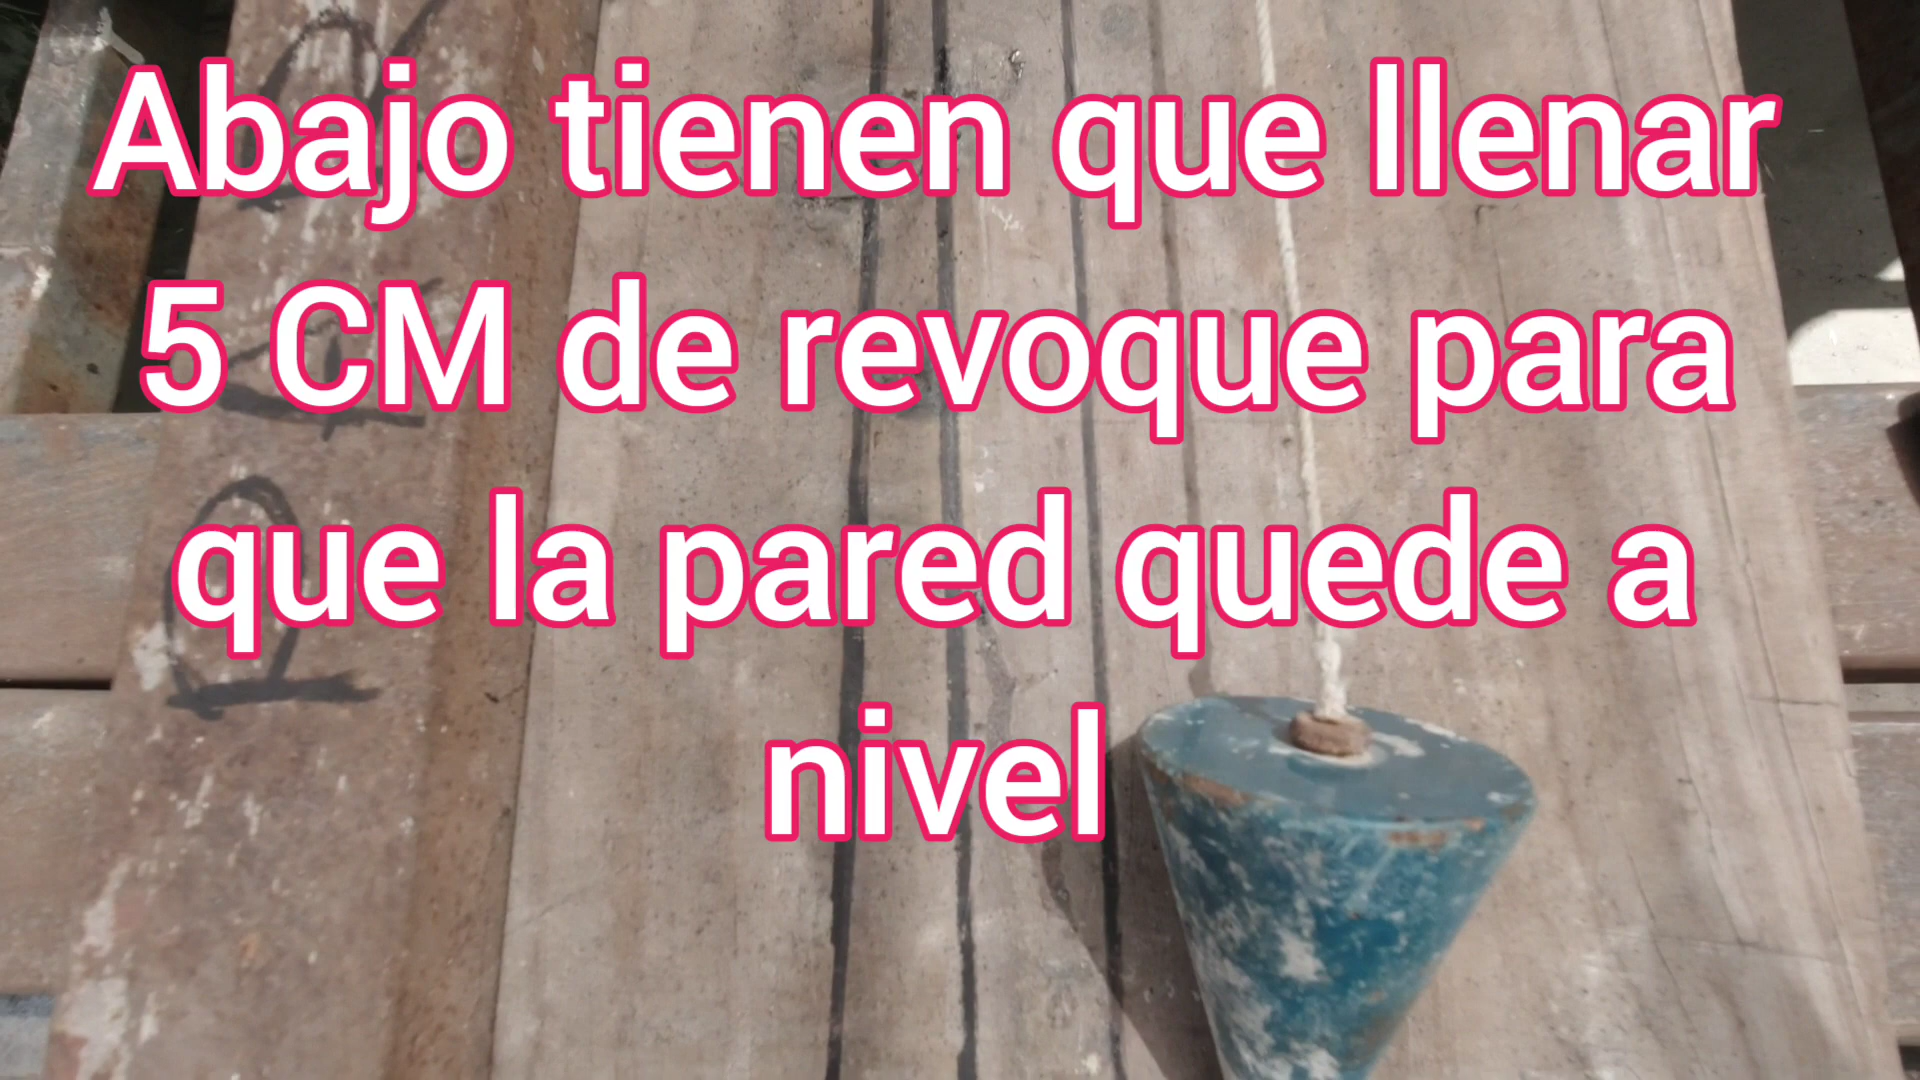 Abajo tienen que llenar
5 CM de revoque para
que la pared quede a
nivel